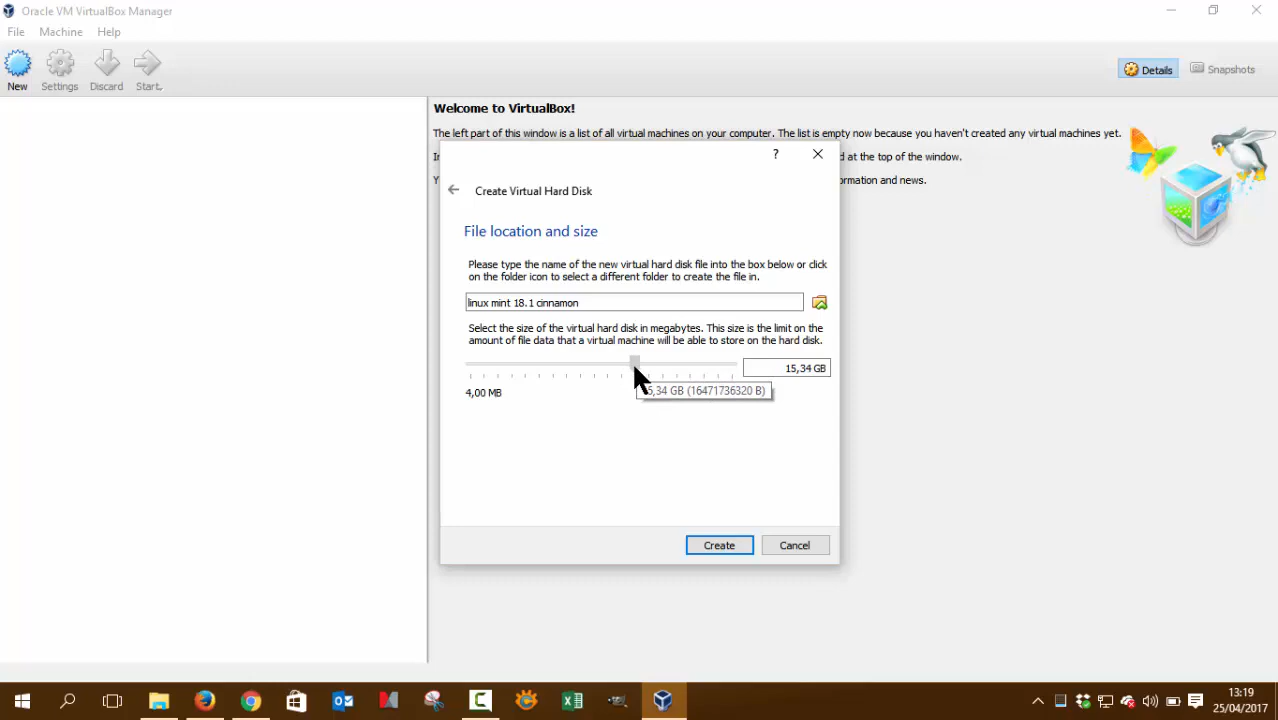 Oracle VM VirtualBox Manager
File Machine Help
New Settings Discard Start
Details Snapshots
Welcome to VirtualBox!
The left part of this window is a list of all virtual machines on your computer. The list is empty now because you haven't created any virtual machines yet.
d at the top of the window.
ormation and news.
?
Create Virtual Hard Disk
File location and size
Please type the name of the new virtual hard disk file into the box below or click
on the folder icon to select a different folder to create the file in.
linux mint 18.1 cinnamon
Select the size of the virtual hard disk in megabytes. This size is the limit on the
amount of file data that a virtual machine will be able to store on the hard disk.
15,34 GB
4,00 MB
5,34 GB (16471736320 B)
Create Cancel
13:19
25/04/2017